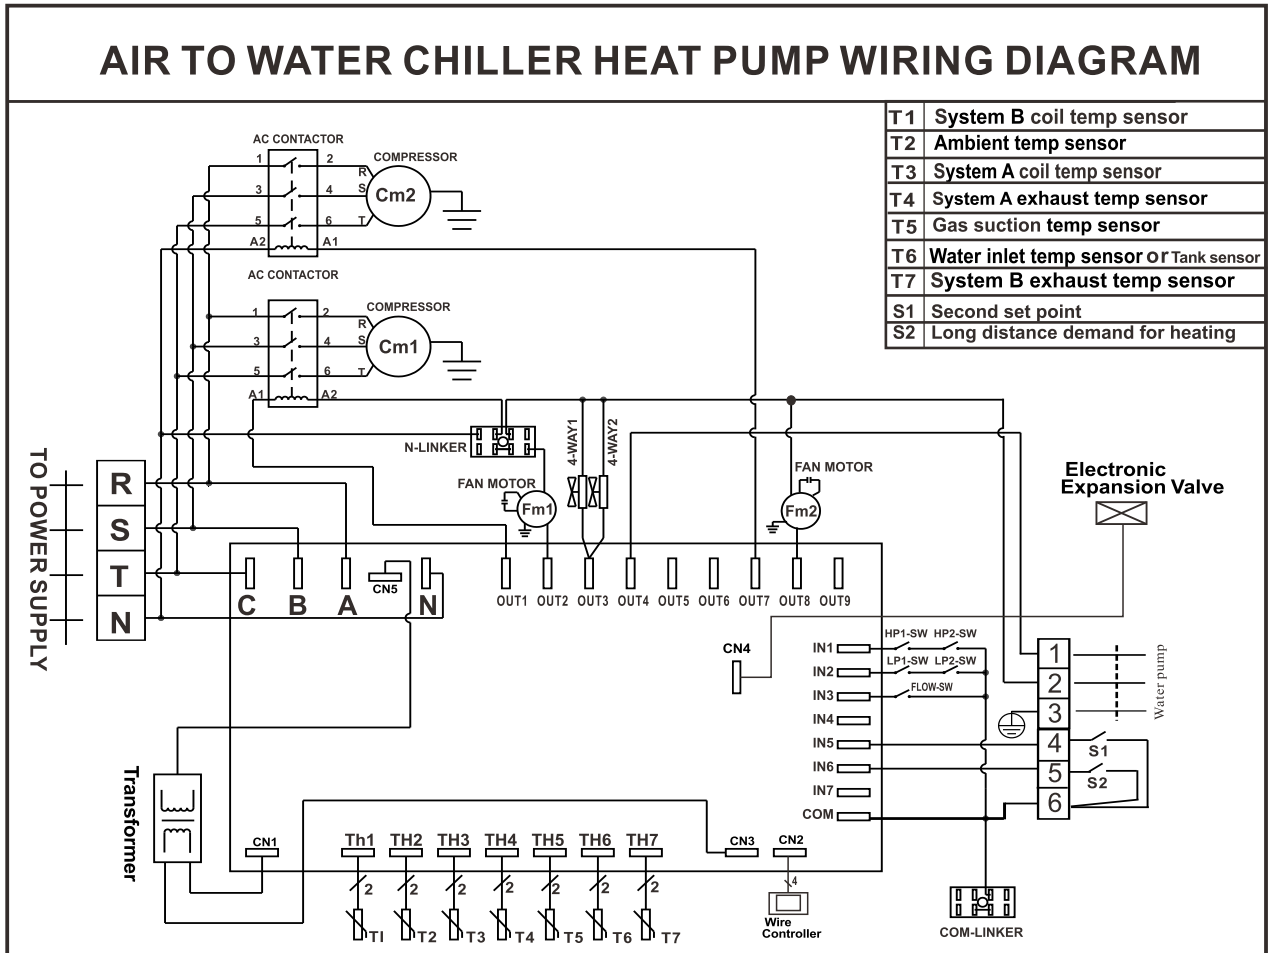 AIR TO WATER CHILLER HEAT PUMP WIRING DIAGRAM
T1 System B coil temp sensor
T2 Ambient temp sensor
T3 System A coil temp sensor
T4 System A exhaust temp sensor
T5 Gas suction temp sensor
T6 Water inlet temp sensor or Tank sensor
T7 System B exhaust temp sensor
S1 Second set point
S2 Long distance demand for heating
AC CONTACTOR
COMPRESSOR
1 2 R
3 4 S
5 6 T
Cm2
A2 A1
AC CONTACTOR
COMPRESSOR
1 2 R
3 4 S
5 6 T
Cm1
A1 A2
N-LINKER
4-WAY1
4-WAY2
FAN MOTOR
Fm1
FAN MOTOR
Fm2
Electronic
Expansion Valve
TO POWER SUPPLY
R
S
T
N
C B A CN5 N
OUT1 OUT2 OUT3 OUT4 OUT5 OUT6 OUT7 OUT8 OUT9
CN4
IN1 HP1-SW HP2-SW
IN2 LP1-SW LP2-SW
IN3 FLOW-SW
IN4
IN5
IN6
IN7
COM
1
2
3
4
5
6
Water pump
S1
S2
Transformer
CN1 Th1 TH2 TH3 TH4 TH5 TH6 TH7 CN3 CN2
2 2 2 2 2 2 2 4
TI T2 T3 T4 T5 T6 T7
Wire
Controller
COM-LINKER